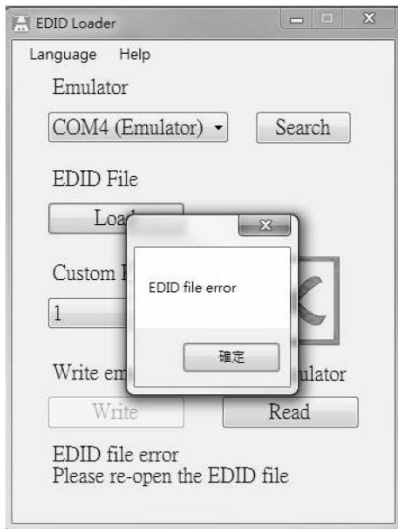 EDID Loader
Language Help
Emulator
COM4 (Emulator) Search
EDID File
Custom
1
EDID file error
確定
Write
Write Read
EDID file error
Please re-open the EDID file